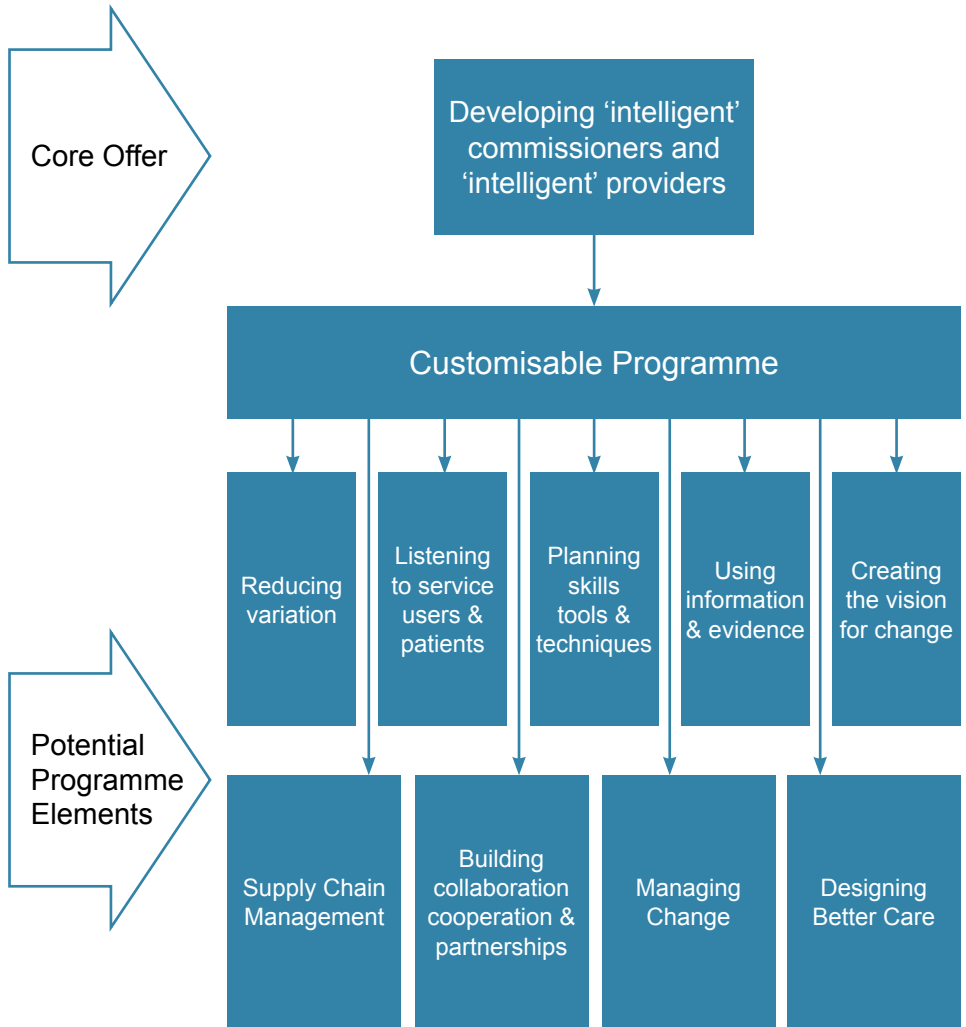 Core Offer
Developing ‘intelligent’
commissioners and
‘intelligent’ providers
Customisable Programme
Reducing
variation
Listening
to service
users &
patients
Planning
skills
tools &
techniques
Using
information
& evidence
Creating
the vision
for change
Potential
Programme
Elements
Supply Chain
Management
Building
collaboration
cooperation &
partnerships
Managing
Change
Designing
Better Care